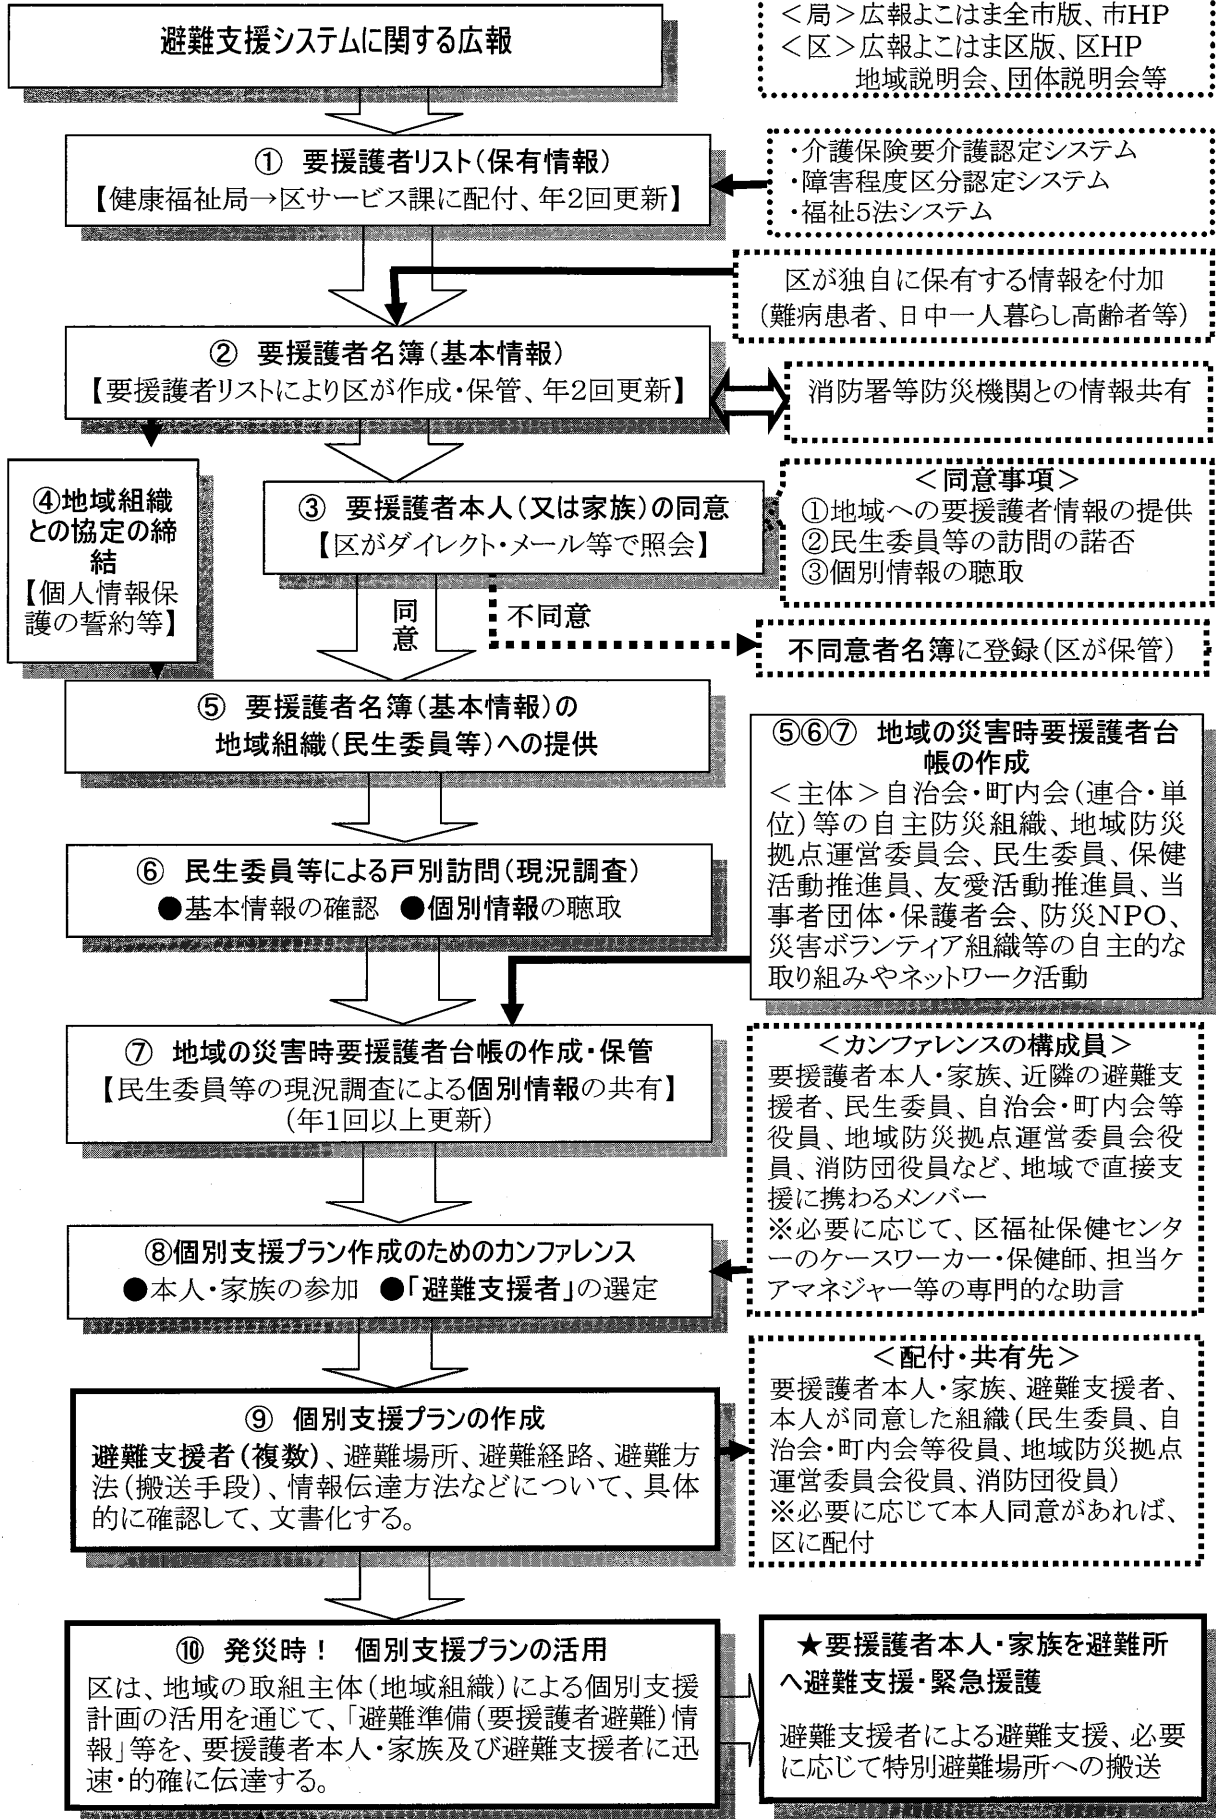 避難支援システムに関する広報
＜局＞広報よこはま全市版、市HP
＜区＞広報よこはま区版、区HP
地域説明会、団体説明会等
① 要援護者リスト（保有情報）
【健康福祉局→区サービス課に配付、年2回更新】
・介護保険要介護認定システム
・障害程度区分認定システム
・福祉5法システム
区が独自に保有する情報を付加
（難病患者、日中一人暮らし高齢者等）
② 要援護者名簿（基本情報）
【要援護者リストにより区が作成・保管、年2回更新】
消防署等防災機関との情報共有
④地域組織
との協定の締
結
【個人情報保
護の誓約等】
③ 要援護者本人（又は家族）の同意
【区がダイレクト・メール等で照会】
＜同意事項＞
①地域への要援護者情報の提供
②民生委員等の訪問の諾否
③個別情報の聴取
同意
不同意
不同意者名簿に登録（区が保管）
⑤ 要援護者名簿（基本情報）の
地域組織（民生委員等）への提供
⑤⑥⑦ 地域の災害時要援護者台
帳の作成
＜主体＞自治会・町内会（連合・単
位）等の自主防災組織、地域防災
拠点運営委員会、民生委員、保健
活動推進員、友愛活動推進員、当
事者団体・保護者会、防災NPO、
災害ボランティア組織等の自主的な
取り組みやネットワーク活動
⑥ 民生委員等による戸別訪問（現況調査）
●基本情報の確認 ●個別情報の聴取
⑦ 地域の災害時要援護者台帳の作成・保管
【民生委員等の現況調査による個別情報の共有】
（年1回以上更新）
＜カンファレンスの構成員＞
要援護者本人・家族、近隣の避難支
援者、民生委員、自治会・町内会等
役員、地域防災拠点運営委員会役
員、消防団役員など、地域で直接支
援に携わるメンバー
※必要に応じて、区福祉保健センタ
ーのケースワーカー・保健師、担当ケ
アマネジャー等の専門的な助言
⑧個別支援プラン作成のためのカンファレンス
●本人・家族の参加 ●「避難支援者」の選定
＜配付・共有先＞
要援護者本人・家族、避難支援者、
本人が同意した組織（民生委員、自
治会・町内会等役員、地域防災拠点
運営委員会役員、消防団役員）
※必要に応じて本人同意があれば、
区に配付
⑨ 個別支援プランの作成
避難支援者（複数）、避難場所、避難経路、避難方
法（搬送手段）、情報伝達方法などについて、具体
的に確認して、文書化する。
⑩ 発災時！ 個別支援プランの活用
区は、地域の取組主体（地域組織）による個別支援
計画の活用を通じて、「避難準備（要援護者避難）情
報」等を、要援護者本人・家族及び避難支援者に迅
速・的確に伝達する。
★要援護者本人・家族を避難所
へ避難支援・緊急援護
避難支援者による避難支援、必要
に応じて特別避難場所への搬送